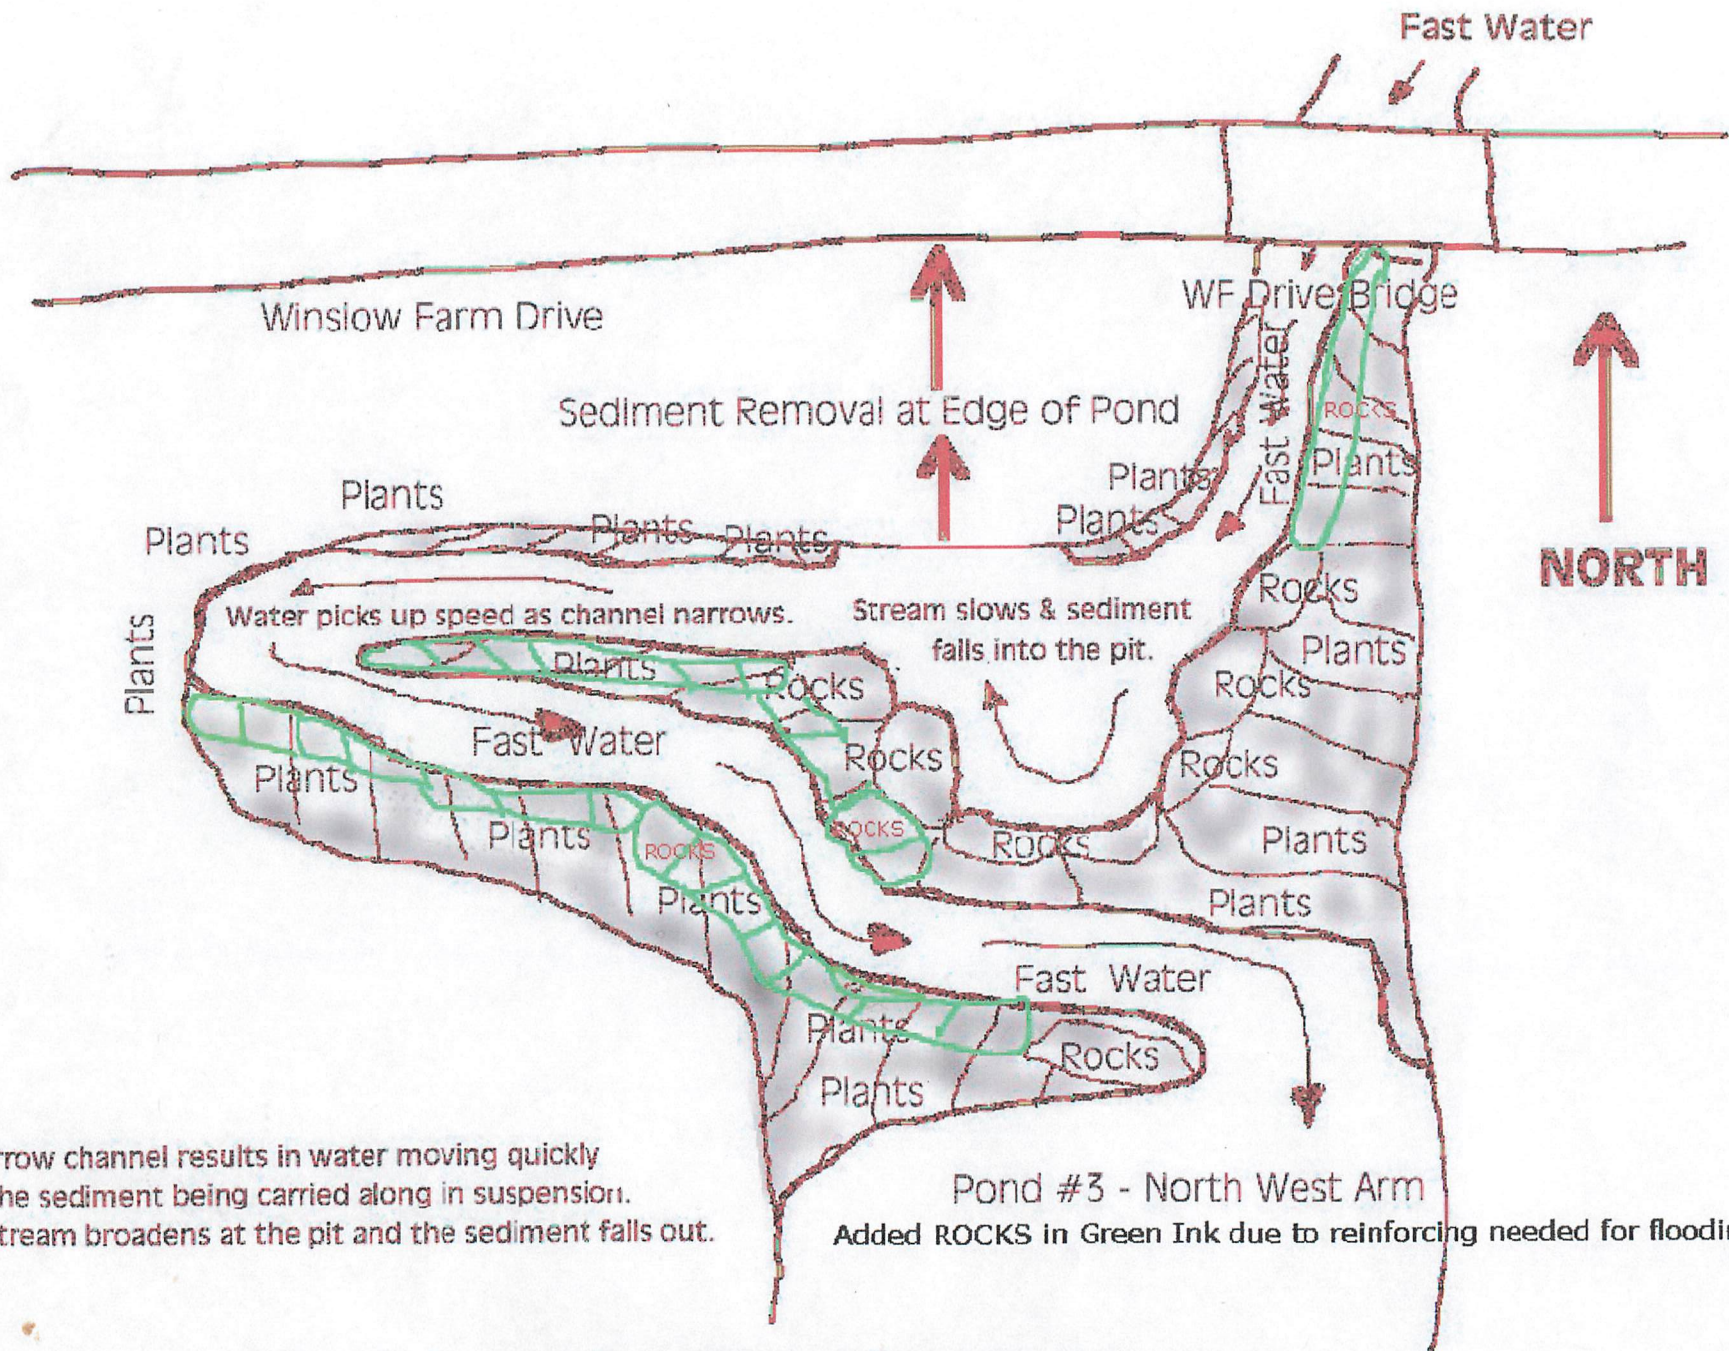 Fast Water
WF Drive Bridge
Winslow Farm Drive
Fast Water
Sediment Removal at Edge of Pond
ROCKS
Plants
Plants
Plants
Plants
Plants
Plants
Plants
Plants
NORTH
Rocks
Water picks up speed as channel narrows.
Stream slows & sediment
falls into the pit.
Plants
Plants
Plants
Rocks
Rocks
Fast Water
Rocks
Rocks
Plants
Plants
ROCKS
ROCKS
Rocks
Plants
Plants
Plants
Fast Water
Plants
Rocks
Plants
rrow channel results in water moving quickly
he sediment being carried along in suspension.
tream broadens at the pit and the sediment falls out.
Pond #3 - North West Arm
Added ROCKS in Green Ink due to reinforcing needed for floodin